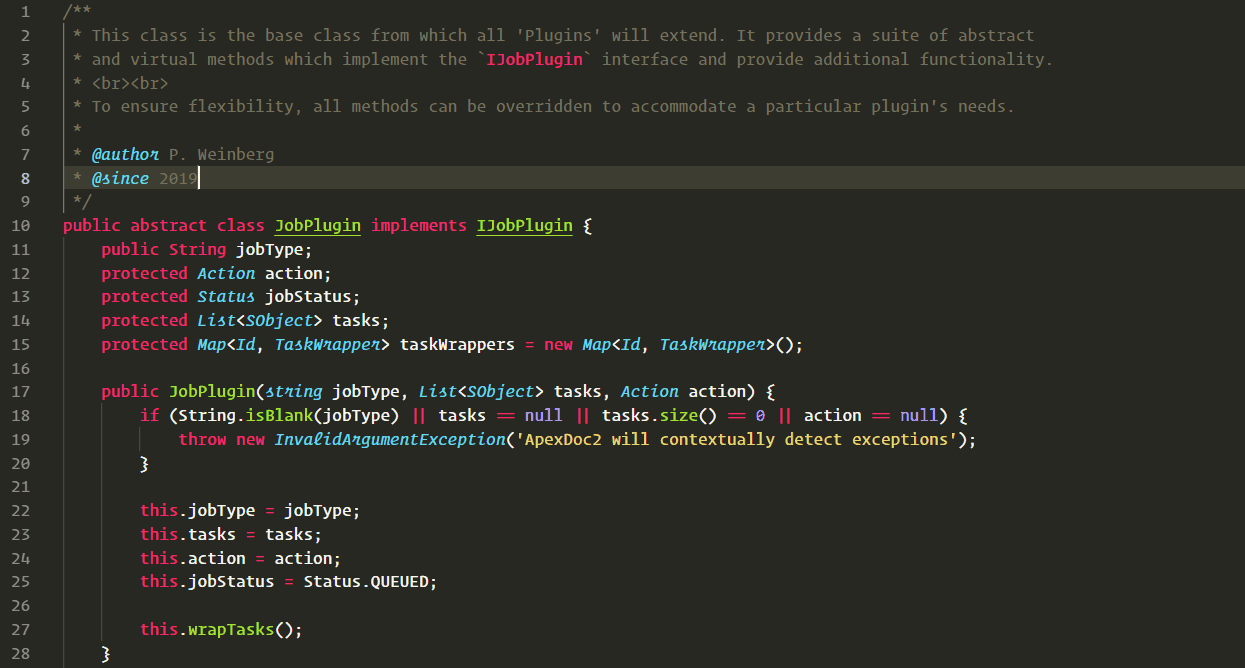 1 /**
2  * This class is the base class from which all 'Plugins' will extend. It provides a suite of abstract
3  * and virtual methods which implement the `IJobPlugin` interface and provide additional functionality.
4  * <br><br>
5  * To ensure flexibility, all methods can be overridden to accommodate a particular plugin's needs.
6  *
7  * @author P. Weinberg
8  * @since 2019
9  */
10 public abstract class JobPlugin implements IJobPlugin {
11     public String jobType;
12     protected Action action;
13     protected Status jobStatus;
14     protected List<SObject> tasks;
15     protected Map<Id, TaskWrapper> taskWrappers = new Map<Id, TaskWrapper>();
16
17     public JobPlugin(string jobType, List<SObject> tasks, Action action) {
18         if (String.isBlank(jobType) || tasks == null || tasks.size() == 0 || action == null) {
19             throw new InvalidArgumentException('ApexDoc2 will contextually detect exceptions');
20         }
21
22         this.jobType = jobType;
23         this.tasks = tasks;
24         this.action = action;
25         this.jobStatus = Status.QUEUED;
26
27         this.wrapTasks();
28     }